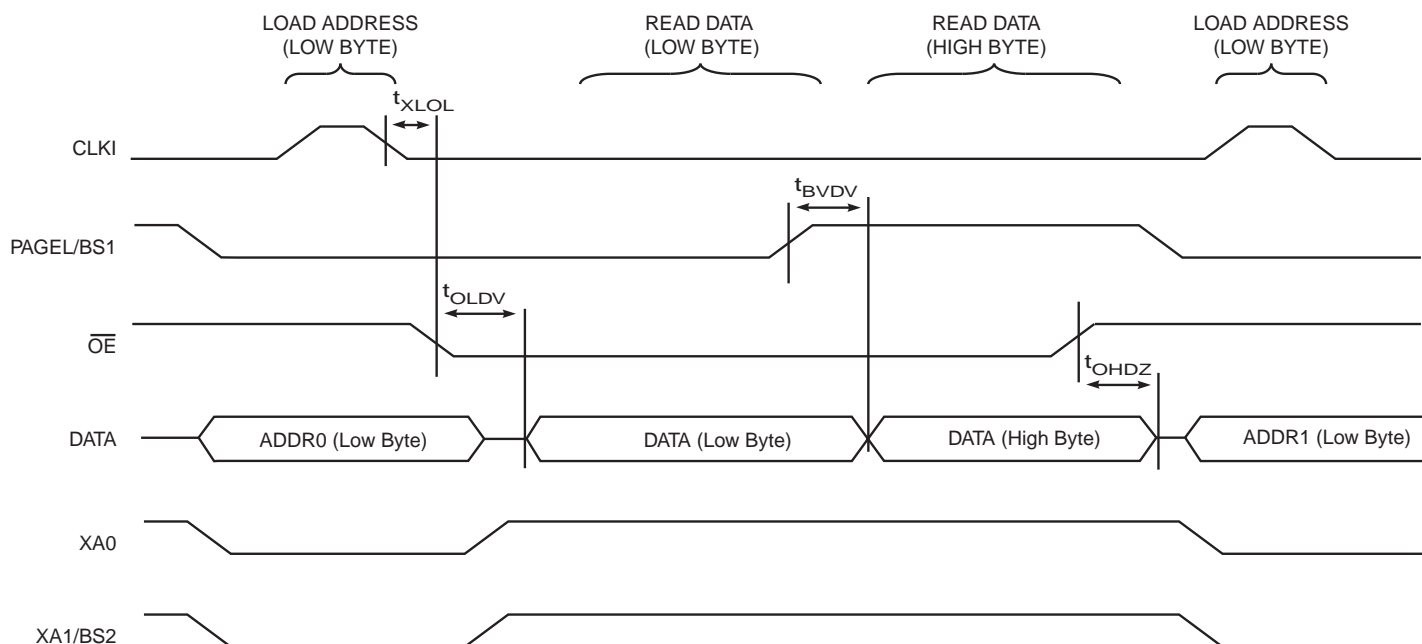 LOAD ADDRESS
(LOW BYTE)
READ DATA
(LOW BYTE)
READ DATA
(HIGH BYTE)
LOAD ADDRESS
(LOW BYTE)
tXLOL
CLKI
tBVDV
PAGEL/BS1
tOLDV
OE
tOHDZ
DATA
ADDR0 (Low Byte)
DATA (Low Byte)
DATA (High Byte)
ADDR1 (Low Byte)
XA0
XA1/BS2